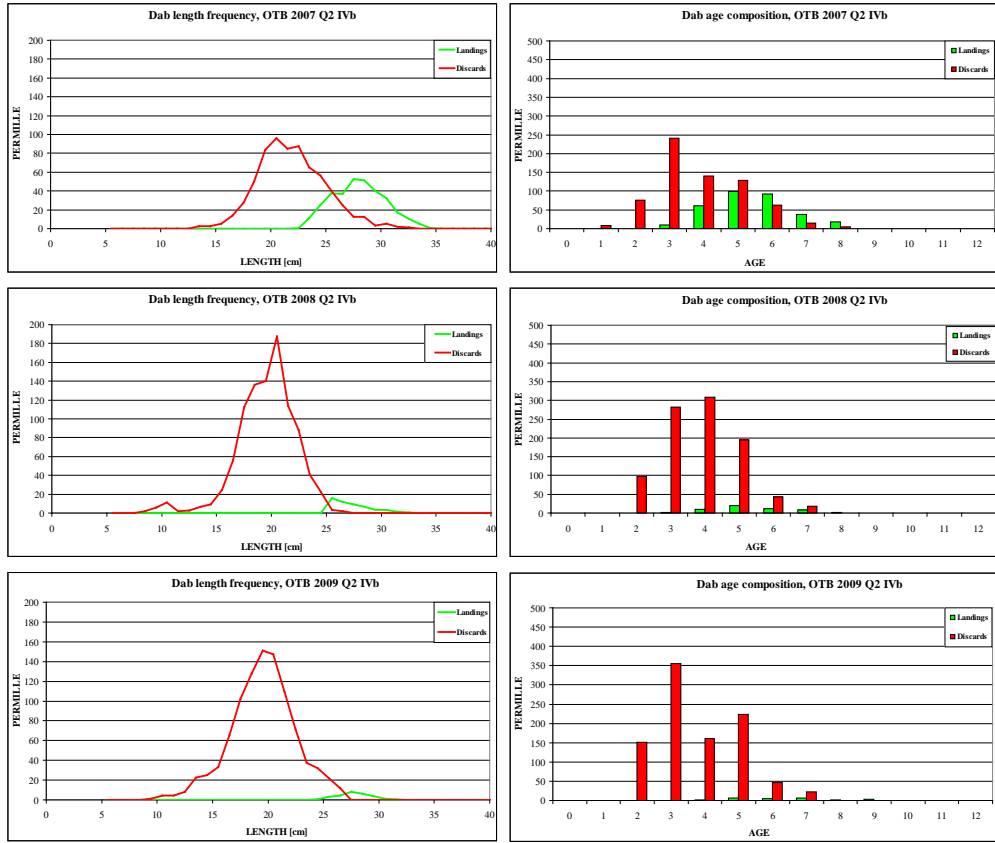 Dab length frequency, OTB 2007 Q2 IVb
200
180
160
140
120
100
80
60
40
20
0
PERMILLE
0 5 10 15 20 25 30 35 40
LENGTH [cm]
Landings
Discards
Dab age composition, OTB 2007 Q2 IVb
500
450
400
350
300
250
200
150
100
50
0
PERMILLE
0 1 2 3 4 5 6 7 8 9 10 11 12
AGE
Landings
Discards
Dab length frequency, OTB 2008 Q2 IVb
200
180
160
140
120
100
80
60
40
20
0
PERMILLE
0 5 10 15 20 25 30 35 40
LENGTH [cm]
Landings
Discards
Dab age composition, OTB 2008 Q2 IVb
500
450
400
350
300
250
200
150
100
50
0
PERMILLE
0 1 2 3 4 5 6 7 8 9 10 11 12
AGE
Landings
Discards
Dab length frequency, OTB 2009 Q2 IVb
200
180
160
140
120
100
80
60
40
20
0
PERMILLE
0 5 10 15 20 25 30 35 40
LENGTH [cm]
Landings
Discards
Dab age composition, OTB 2009 Q2 IVb
500
450
400
350
300
250
200
150
100
50
0
PERMILLE
0 1 2 3 4 5 6 7 8 9 10 11 12
AGE
Landings
Discards